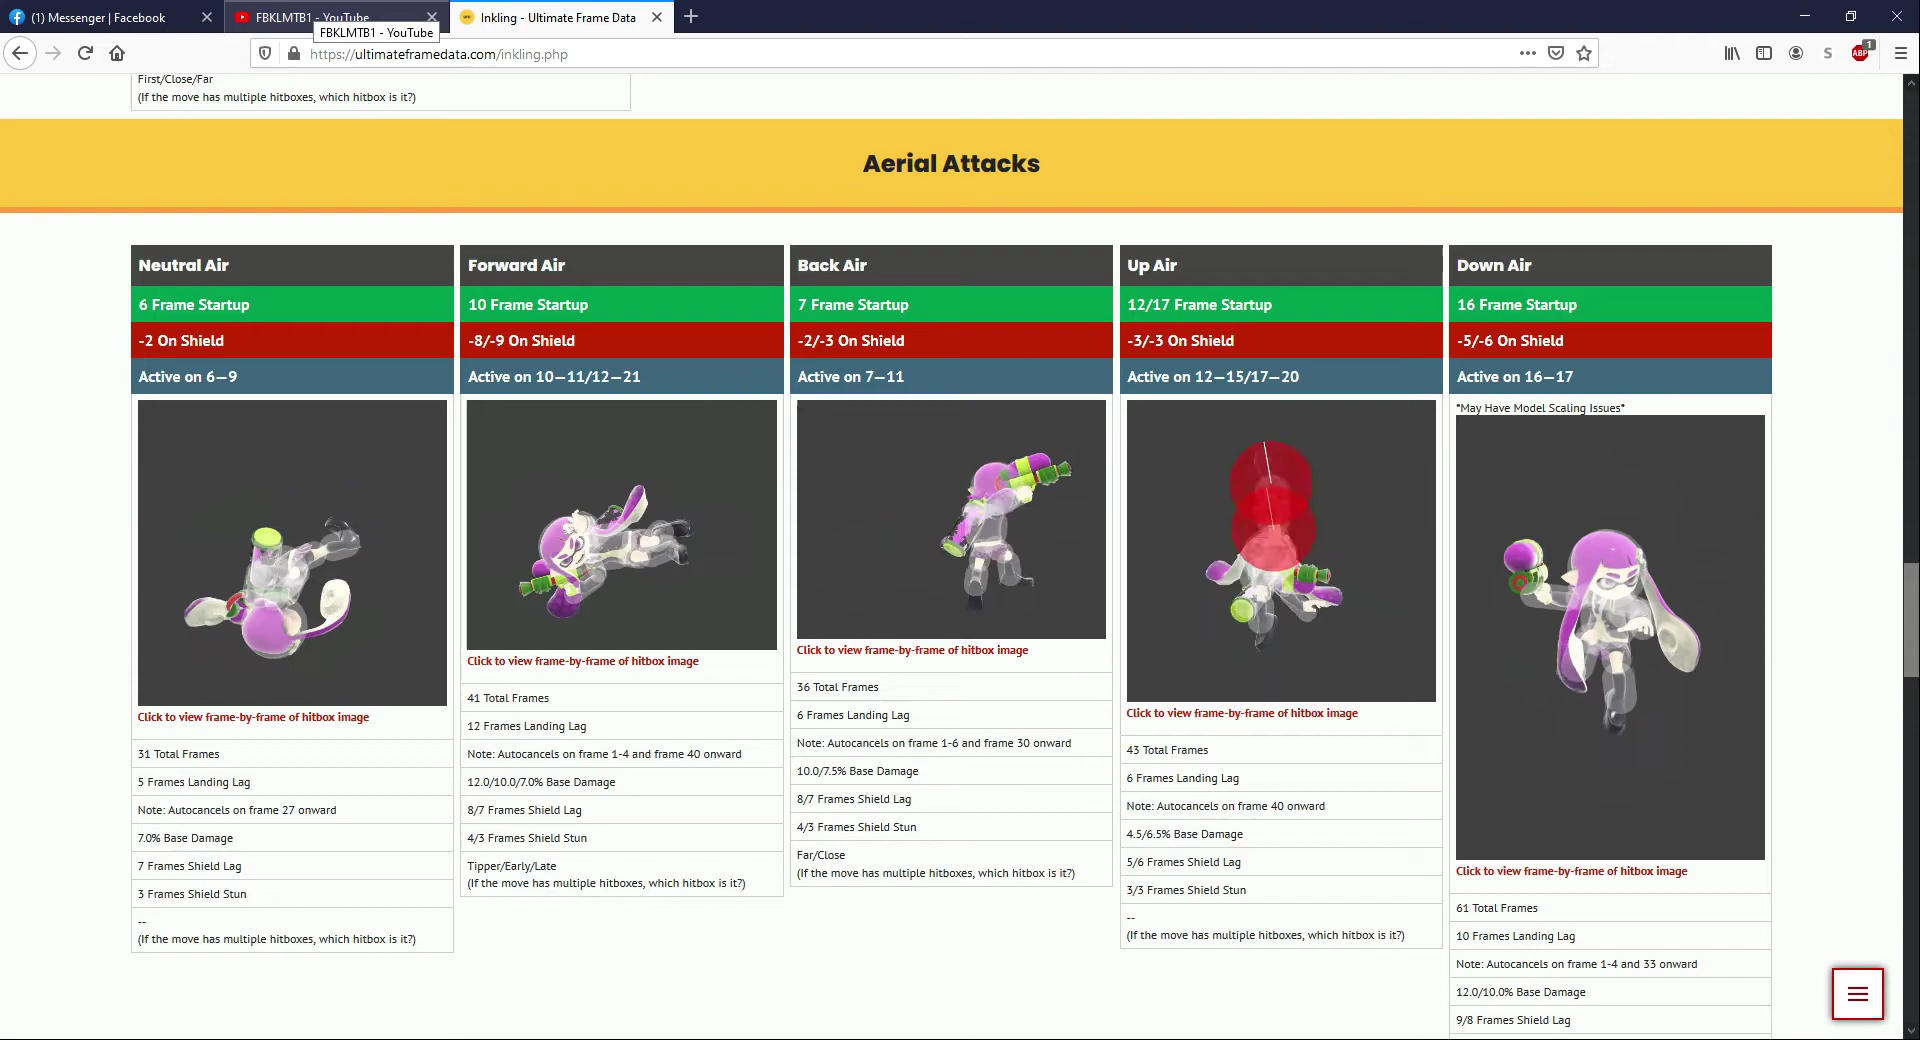 (1) Messenger | Facebook
FBKLMTB1 - YouTube
Inkling - Ultimate Frame Data
FBKLMTB1 - YouTube
https://ultimateframedata.com/inkling.php
S
ABP
1
First/Close/Far
(If the move has multiple hitboxes, which hitbox is it?)
Aerial Attacks
Neutral Air
6 Frame Startup
-2 On Shield
Active on 6—9
Click to view frame-by-frame of hitbox image
31 Total Frames
5 Frames Landing Lag
Note: Autocancels on frame 27 onward
7.0% Base Damage
7 Frames Shield Lag
3 Frames Shield Stun
--
(If the move has multiple hitboxes, which hitbox is it?)
Forward Air
10 Frame Startup
-8/-9 On Shield
Active on 10—11/12—21
Click to view frame-by-frame of hitbox image
41 Total Frames
12 Frames Landing Lag
Note: Autocancels on frame 1-4 and frame 40 onward
12.0/10.0/7.0% Base Damage
8/7 Frames Shield Lag
4/3 Frames Shield Stun
Tipper/Early/Late
(If the move has multiple hitboxes, which hitbox is it?)
Back Air
7 Frame Startup
-2/-3 On Shield
Active on 7—11
Click to view frame-by-frame of hitbox image
36 Total Frames
6 Frames Landing Lag
Note: Autocancels on frame 1-6 and frame 30 onward
10.0/7.5% Base Damage
8/7 Frames Shield Lag
4/3 Frames Shield Stun
Far/Close
(If the move has multiple hitboxes, which hitbox is it?)
Up Air
12/17 Frame Startup
-3/-3 On Shield
Active on 12—15/17—20
Click to view frame-by-frame of hitbox image
43 Total Frames
6 Frames Landing Lag
Note: Autocancels on frame 40 onward
4.5/6.5% Base Damage
5/6 Frames Shield Lag
3/3 Frames Shield Stun
--
(If the move has multiple hitboxes, which hitbox is it?)
Down Air
16 Frame Startup
-5/-6 On Shield
Active on 16—17
*May Have Model Scaling Issues*
Click to view frame-by-frame of hitbox image
61 Total Frames
10 Frames Landing Lag
Note: Autocancels on frame 1-4 and 33 onward
12.0/10.0% Base Damage
9/8 Frames Shield Lag